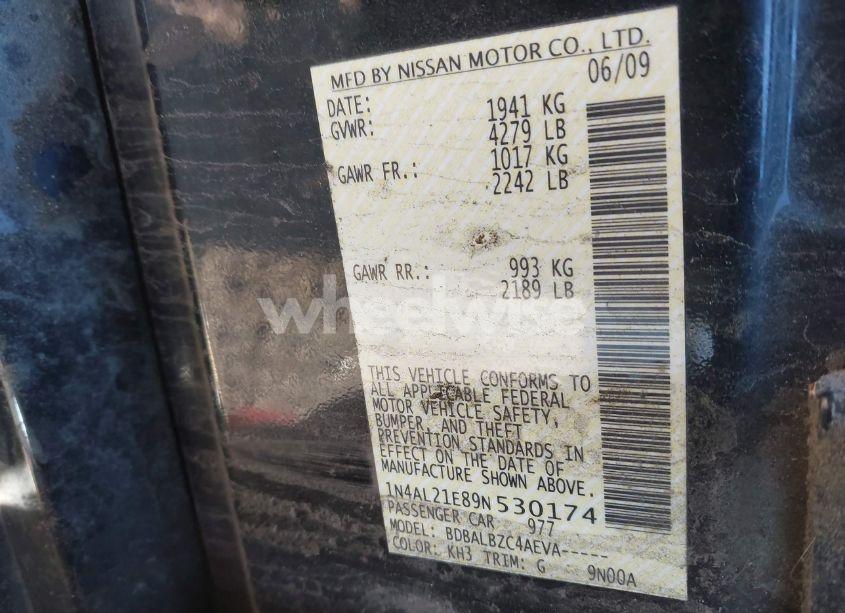 MFD BY NISSAN MOTOR CO., LTD.
DATE: 06/09
GVWR: 1941 KG
4279 LB
GAWR FR.: 1017 KG
2242 LB
GAWR RR.: 993 KG
2189 LB
wheelwise
THIS VEHICLE CONFORMS TO
ALL APPLICABLE FEDERAL
MOTOR VEHICLE SAFETY,
BUMPER, AND THEFT
PREVENTION STANDARDS IN
EFFECT ON THE DATE OF
MANUFACTURE SHOWN ABOVE.
1N4AL21E89N530174
PASSENGER CAR 977
MODEL: BDBALBZC4AEVA-----
COLOR: KH3 TRIM: G 9N00A